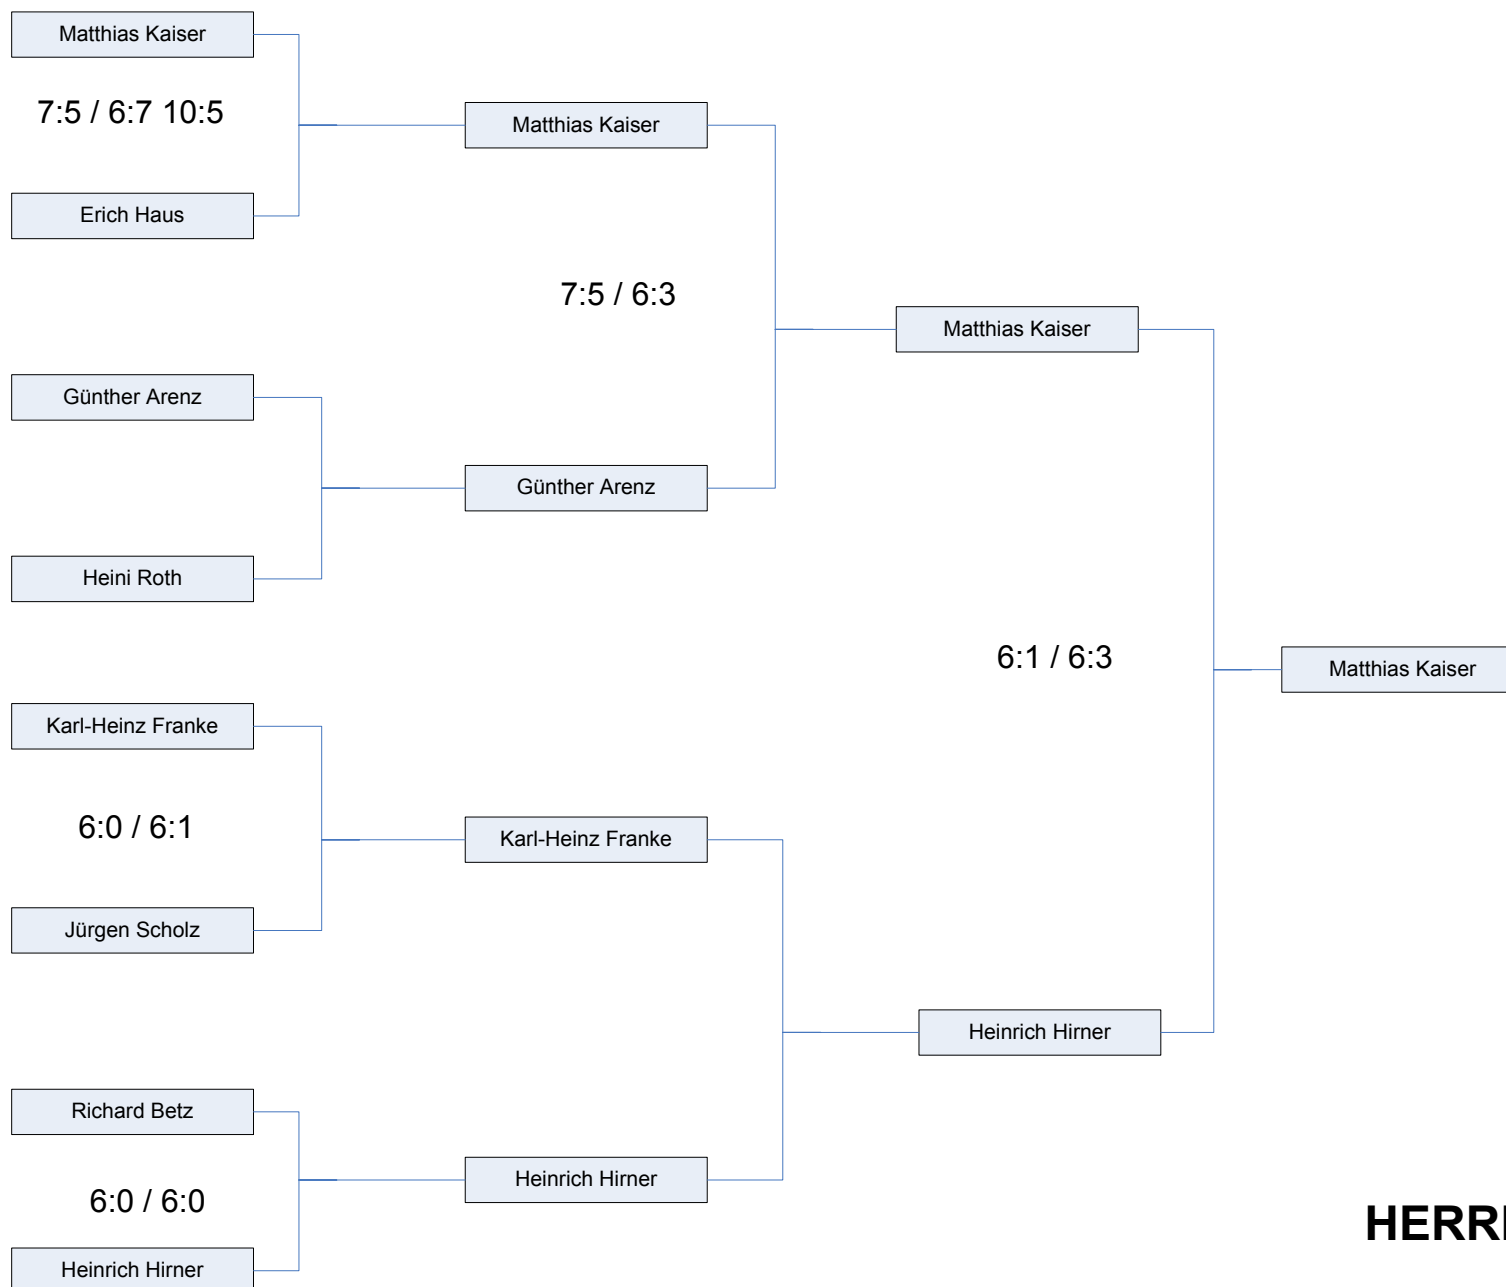 Matthias Kaiser
7:5 / 6:7 10:5
Erich Haus
Günther Arenz
Heini Roth
Karl-Heinz Franke
6:0 / 6:1
Jürgen Scholz
Richard Betz
6:0 / 6:0
Heinrich Hirner
Matthias Kaiser
7:5 / 6:3
Günther Arenz
Karl-Heinz Franke
Heinrich Hirner
Matthias Kaiser
6:1 / 6:3
Heinrich Hirner
Matthias Kaiser